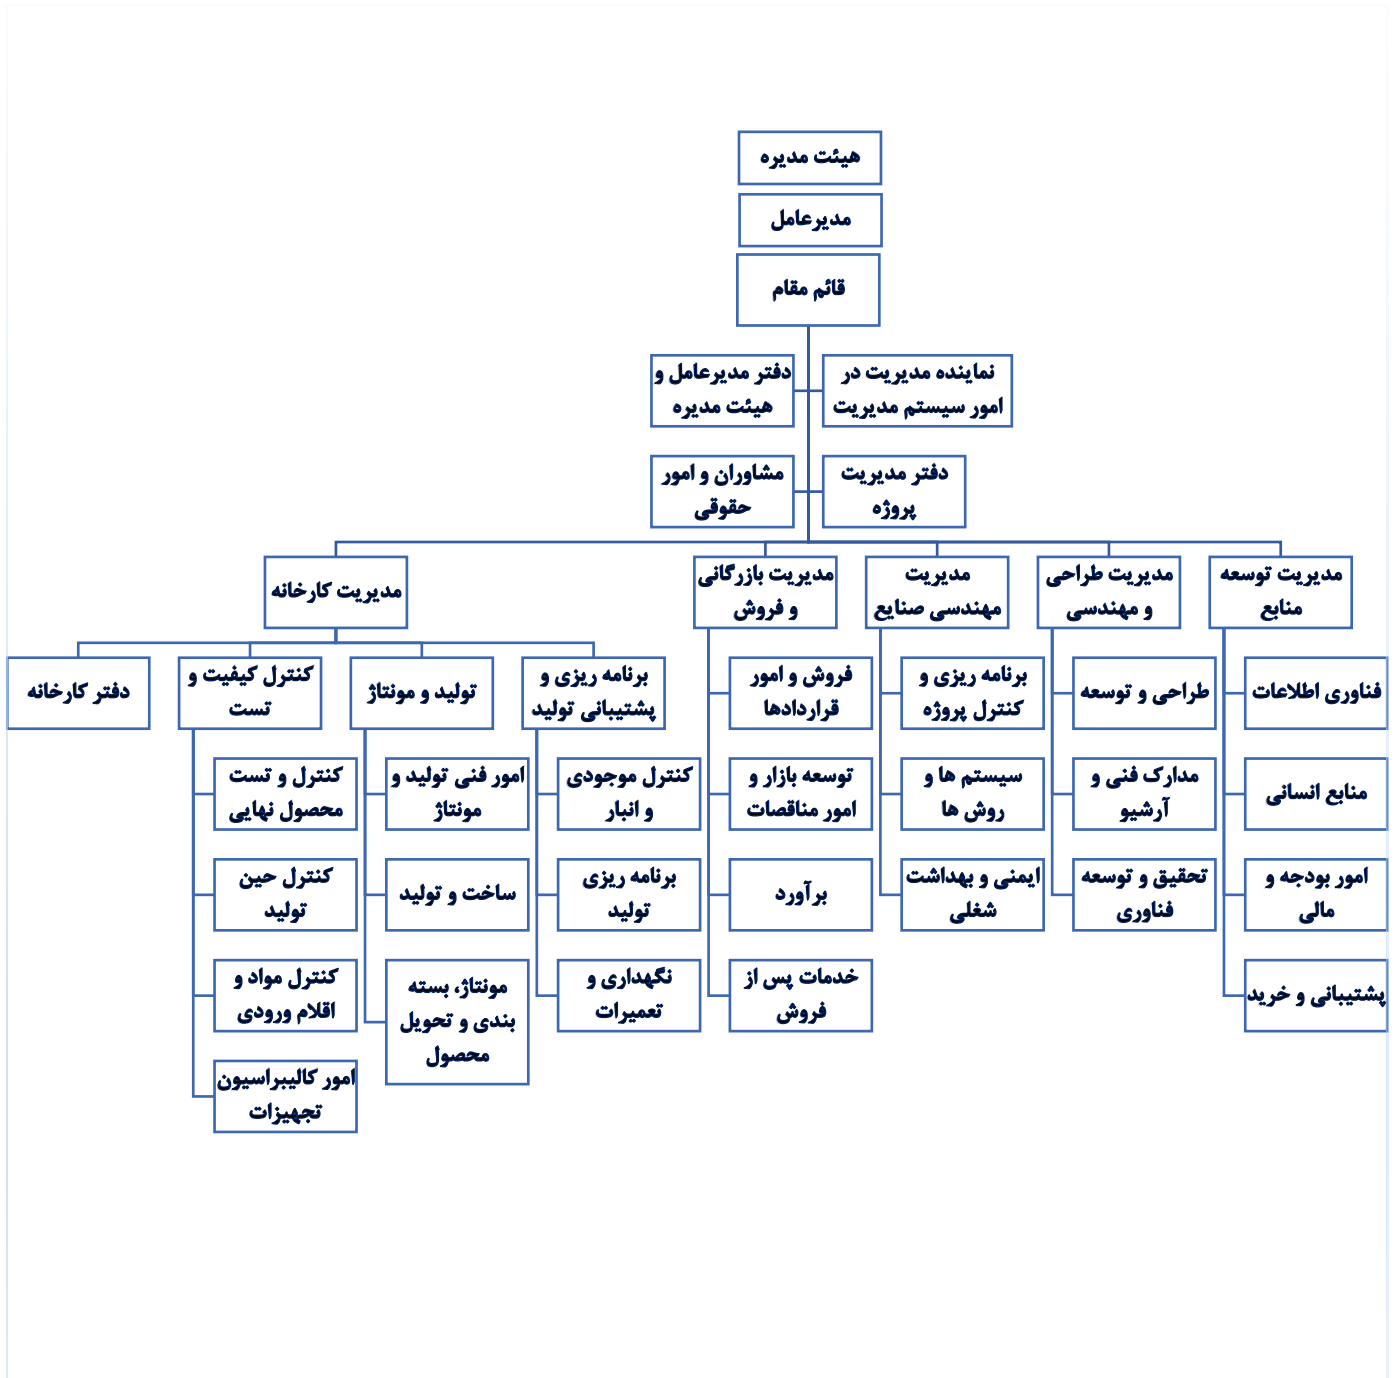 هیئت مدیره
مدیرعامل
قائم مقام
نماینده مدیریت در
امور سیستم مدیریت
دفتر مدیرعامل و
هیئت مدیره
دفتر مدیریت
پروژه
مشاوران و امور
حقوقی
مدیریت توسعه
منابع
فناوری اطلاعات
منابع انسانی
امور بودجه و
مالی
پشتیبانی و خرید
مدیریت طراحی
و مهندسی
طراحی و توسعه
مدارک فنی و
آرشیو
تحقیق و توسعه
فناوری
مدیریت
مهندسی صنایع
برنامه ریزی و
کنترل پروژه
سیستم ها و
روش ها
ایمنی و بهداشت
شغلی
مدیریت بازرگانی
و فروش
فروش و امور
قراردادها
توسعه بازار و
امور مناقصات
برآورد
خدمات پس از
فروش
مدیریت کارخانه
برنامه ریزی و
پشتیبانی تولید
کنترل موجودی
و انبار
برنامه ریزی
تولید
نگهداری و
تعمیرات
تولید و مونتاژ
امور فنی تولید و
مونتاژ
ساخت و تولید
مونتاژ، بسته
بندی و تحویل
محصول
کنترل کیفیت و
تست
کنترل و تست
محصول نهایی
کنترل حین
تولید
کنترل مواد و
اقلام ورودی
امور کالیبراسیون
تجهیزات
دفتر کارخانه